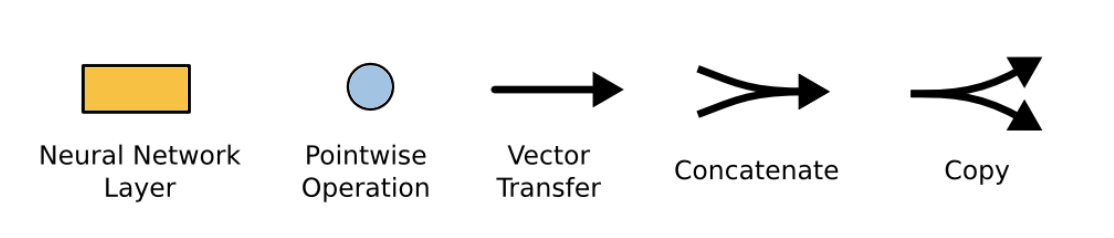 Neural Network
Layer
Pointwise
Operation
Vector
Transfer
Concatenate
Copy